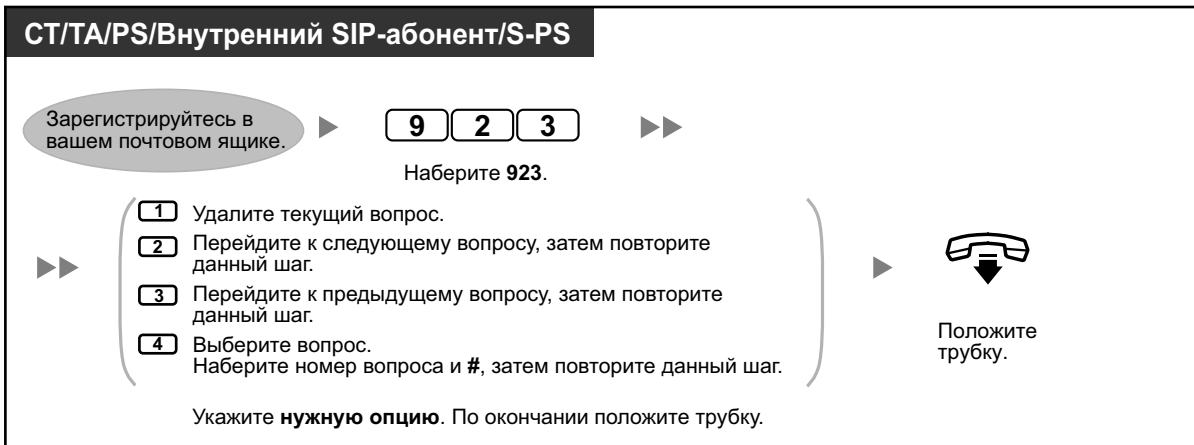 CT/TA/PS/Внутренний SIP-абонент/S-PS
Зарегистрируйтесь в
вашем почтовом ящике.
9 2 3
Наберите 923.
1 Удалите текущий вопрос.
2 Перейдите к следующему вопросу, затем повторите
данный шаг.
3 Перейдите к предыдущему вопросу, затем повторите
данный шаг.
4 Выберите вопрос.
Наберите номер вопроса и #, затем повторите данный шаг.
Укажите нужную опцию. По окончании положите трубку.
Положите
трубку.